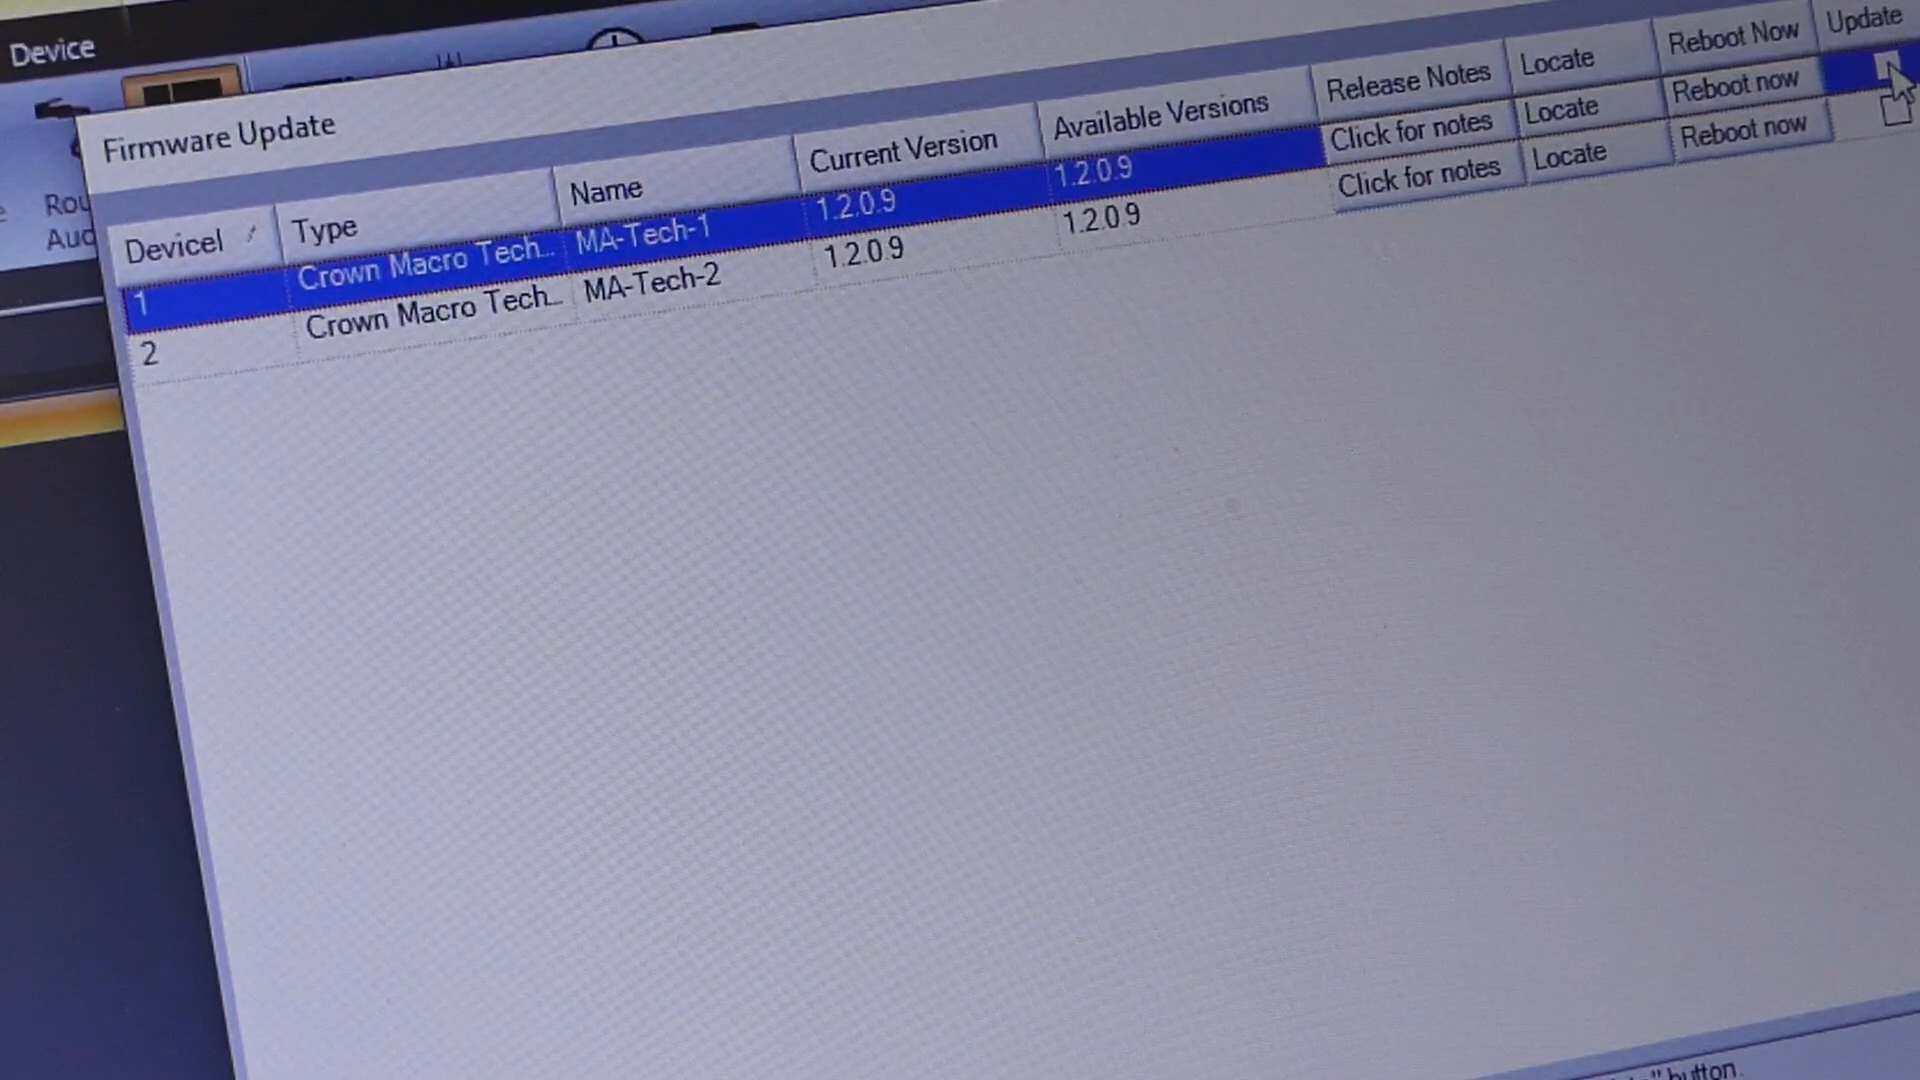 Device
Firmware Update
DeviceI Type Name Current Version Available Versions Release Notes Locate Reboot Now Update
1 Crown Macro Tech... MA-Tech-1 1.2.0.9 1.2.0.9 Click for notes Locate Reboot now
2 Crown Macro Tech... MA-Tech-2 1.2.0.9 1.2.0.9 Click for notes Locate Reboot now
button.